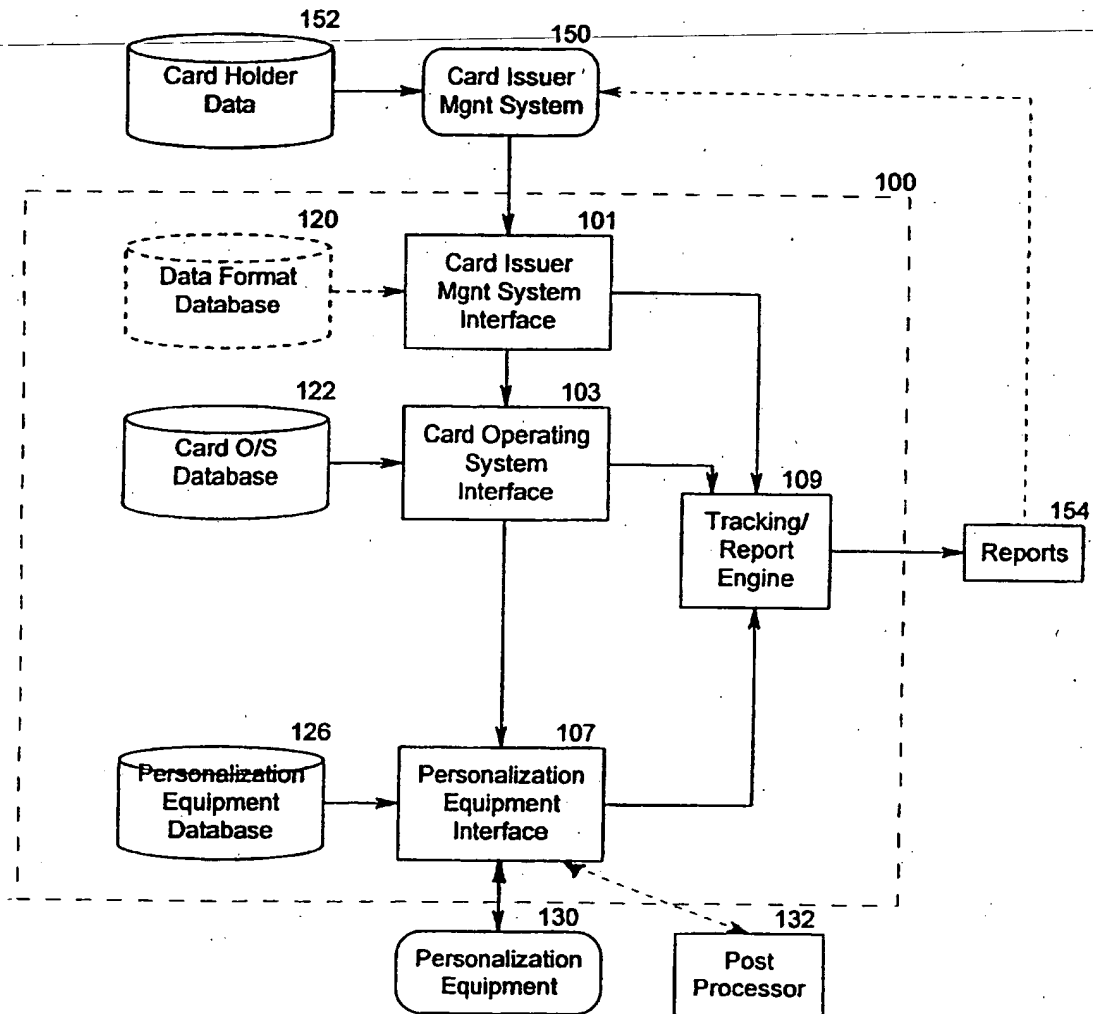 152
150
Card Holder
Data
Card Issuer
Mgnt System
100
120
101
Data Format
Database
Card Issuer
Mgnt System
Interface
122
103
Card O/S
Database
Card Operating
System
Interface
109
Tracking/
Report
Engine
154
Reports
126
107
Personalization
Equipment
Database
Personalization
Equipment
Interface
130
132
Personalization
Equipment
Post
Processor